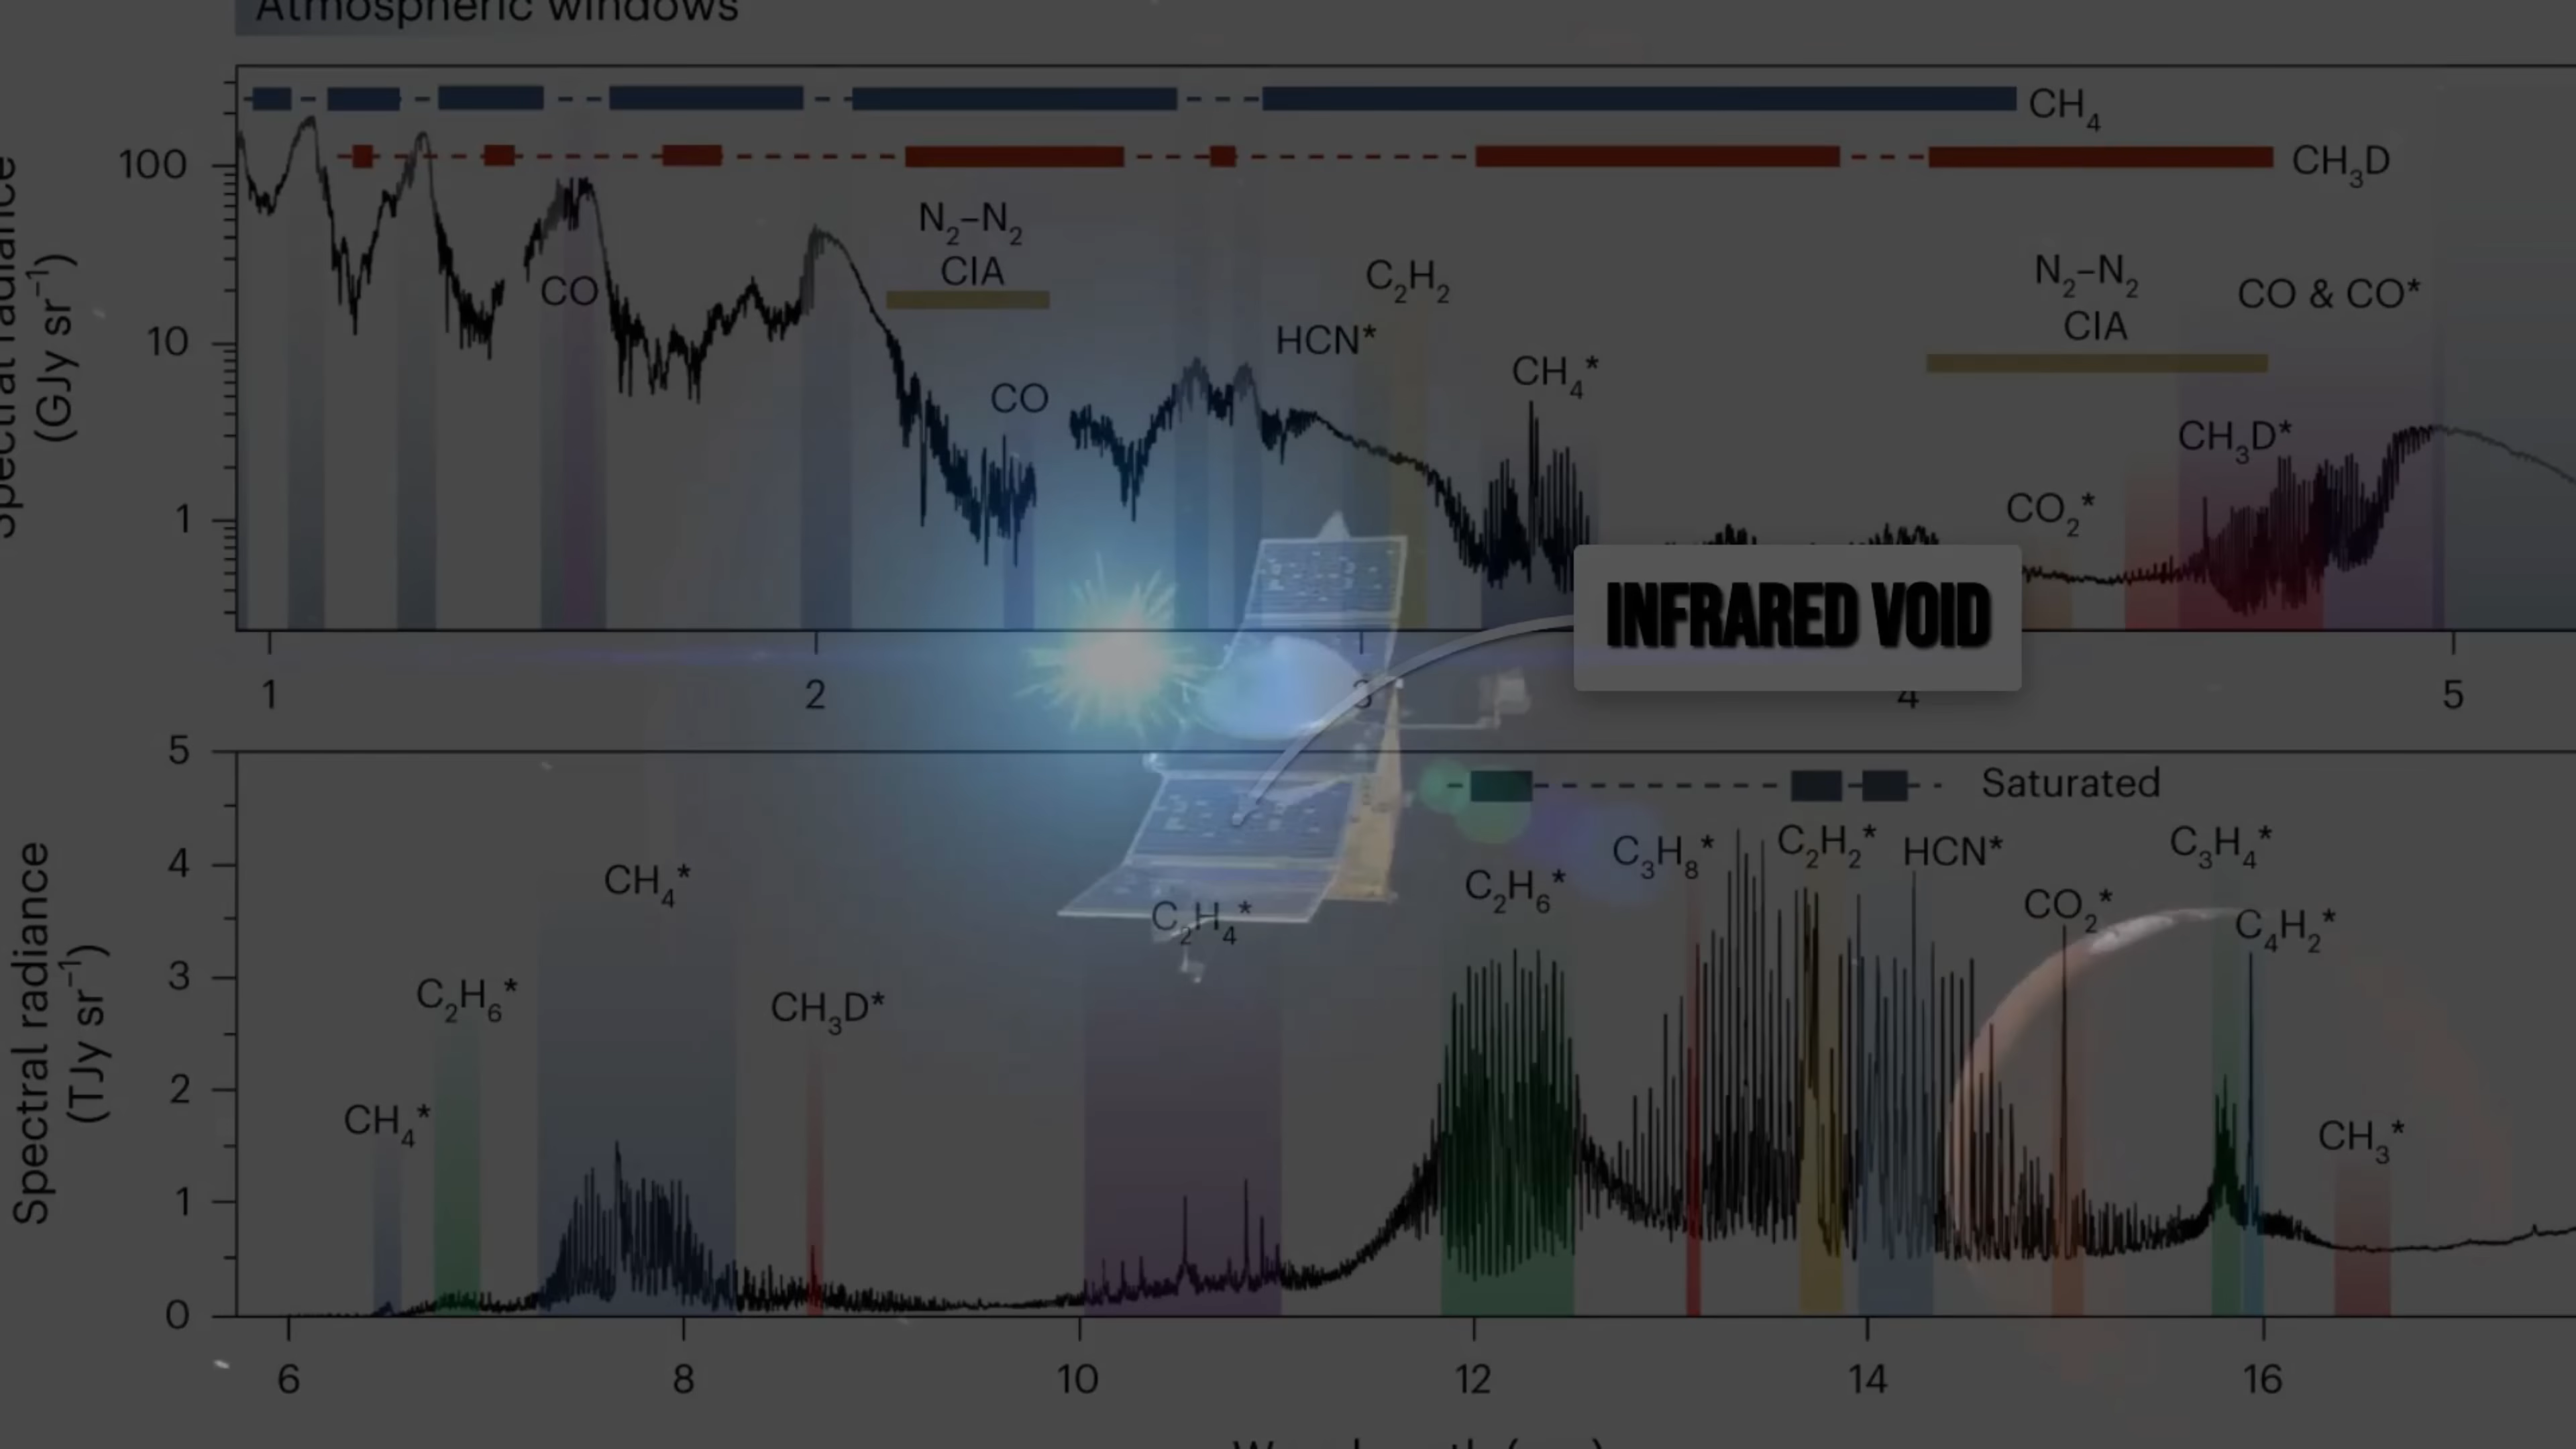 Atmospheric windows
CH₄
CH₃D
Spectral radiance
(GJy sr⁻¹)
100
10
1
N₂–N₂
CIA
CO
CO
HCN*
C₂H₂
CH₄*
N₂–N₂
CIA
CO & CO*
CH₃D*
CO₂*
INFRARED VOID
1
2
3
4
5
Spectral radiance
(TJy sr⁻¹)
5
4
3
2
1
0
Saturated
CH₄*
C₂H₆*
CH₄*
CH₃D*
C₂H₄*
C₂H₆*
C₃H₈*
C₂H₂*
HCN*
CO₂*
C₃H₄*
C₄H₂*
CH₃*
6
8
10
12
14
16